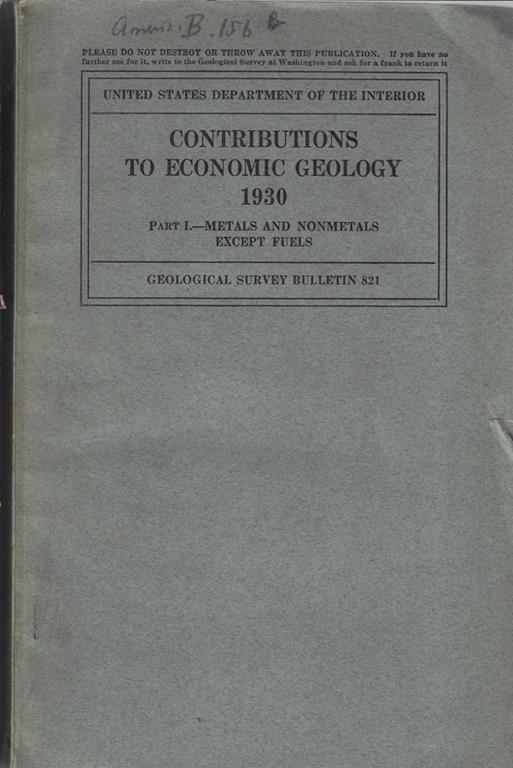 B. 156
PLEASE DO NOT DESTROY OR THROW AWAY THIS PUBLICATION. If you have no
further use for it, write to the Geological Survey at Washington and ask for a frank to return it
UNITED STATES DEPARTMENT OF THE INTERIOR
CONTRIBUTIONS
TO ECONOMIC GEOLOGY
1930
PART I.—METALS AND NONMETALS
EXCEPT FUELS
GEOLOGICAL SURVEY BULLETIN 821